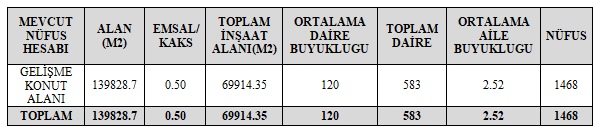 MEVCUT NÜFUS HESABI ALAN (M2) EMSAL/ KAKS TOPLAM İNŞAAT ALANI(M2) ORTALAMA DAİRE BUYUKLUGU TOPLAM DAİRE ORTALAMA AİLE BUYUKLUGU NÜFUS
GELİŞME KONUT ALANI 139828.7 0.50 69914.35 120 583 2.52 1468
TOPLAM 139828.7 0.50 69914.35 120 583 2.52 1468